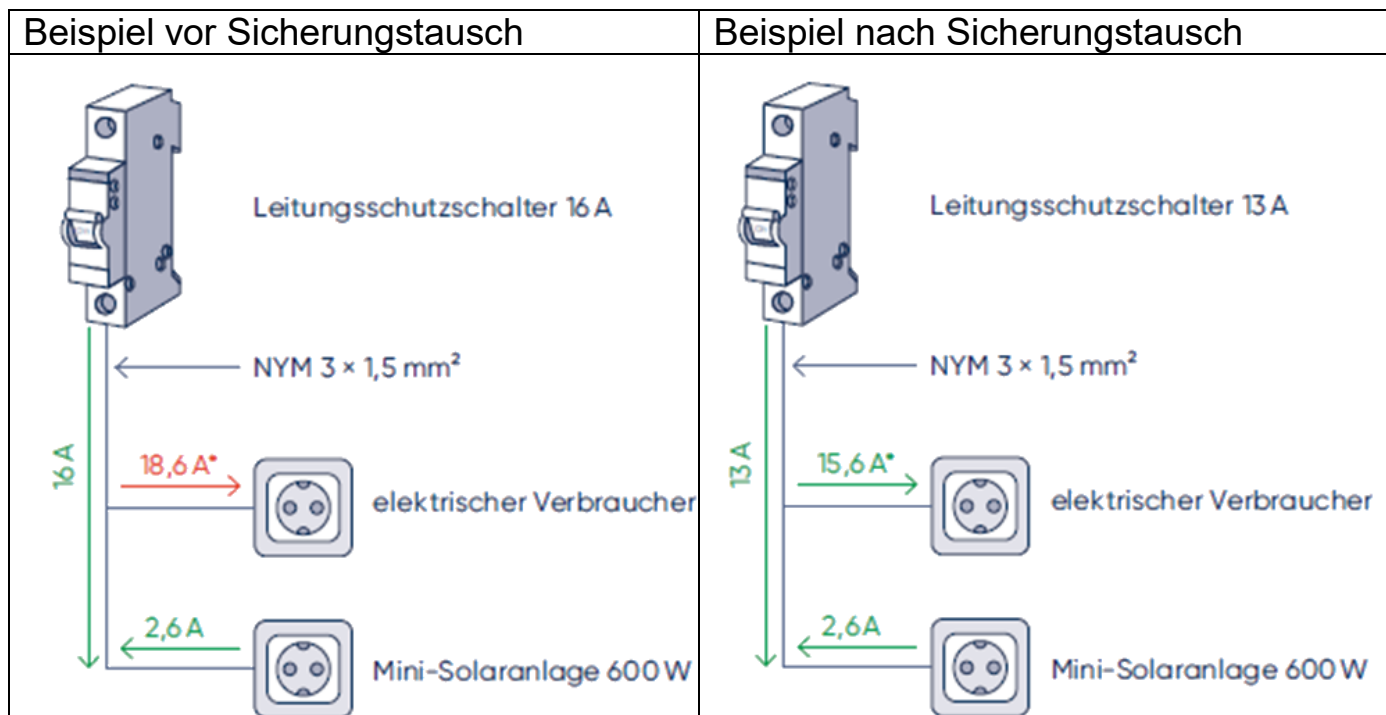 Beispiel vor Sicherungstausch
Beispiel nach Sicherungstausch
Leitungsschutzschalter 16 A
NYM 3 × 1,5 mm²
16 A
18,6 A*
elektrischer Verbraucher
2,6 A
Mini-Solaranlage 600 W
Leitungsschutzschalter 13 A
NYM 3 × 1,5 mm²
13 A
15,6 A*
elektrischer Verbraucher
2,6 A
Mini-Solaranlage 600 W